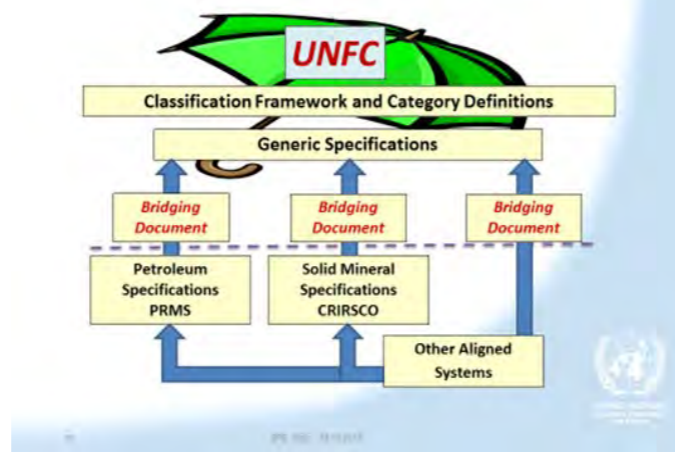 UNFC
Classification Framework and Category Definitions
Generic Specifications
Bridging
Document
Bridging
Document
Bridging
Document
Petroleum
Specifications
PRMS
Solid Mineral
Specifications
CRIRSCO
Other Aligned
Systems